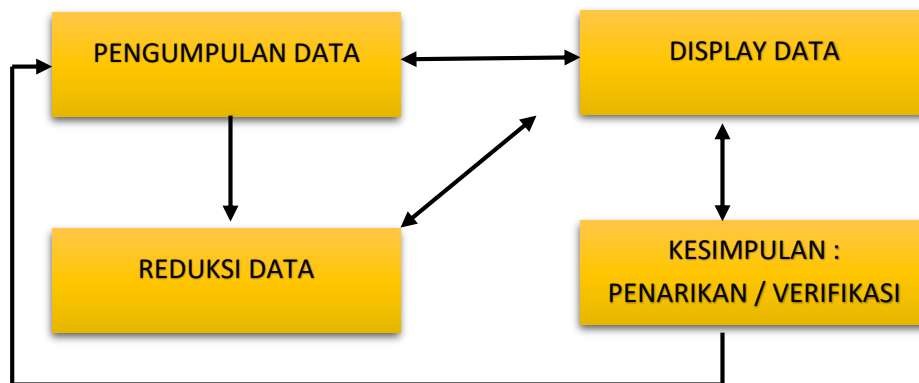 PENGUMPULAN DATA
DISPLAY DATA
REDUKSI DATA
KESIMPULAN :
PENARIKAN / VERIFIKASI